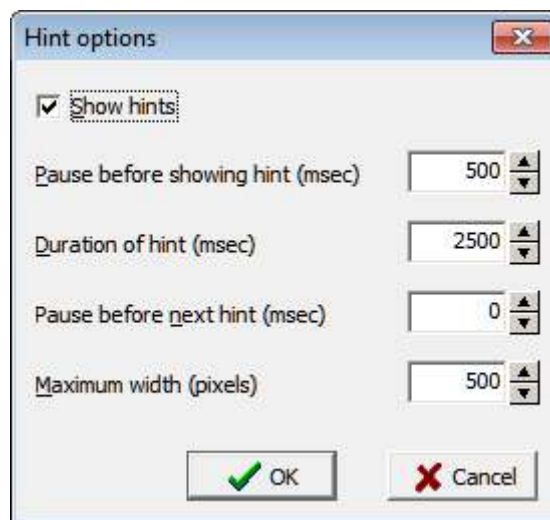 Hint options
Show hints
Pause before showing hint (msec) 500
Duration of hint (msec) 2500
Pause before next hint (msec) 0
Maximum width (pixels) 500
OK Cancel